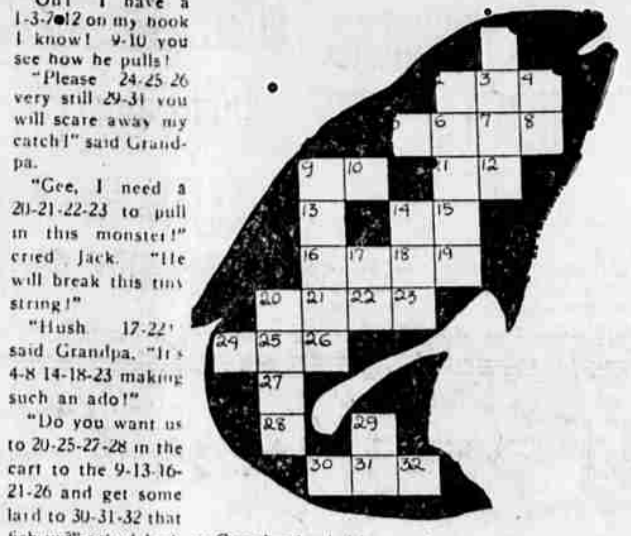 "Oh! I have a
1-3-7-12 on my hook
I know! 9-10 you
see how he pulls!
"Please 24-25 26
very still 29-31 you
will scare away my
catch!" said Grand-
pa.
"Gee, I need a
20-21-22-23 to pull
in this monster!"
cried Jack. "He
will break this tiny
string!"
"Hush 17-22!
said Grandpa. "It's
4-8 14-18-23 making
such an ado!"
"Do you want us
to 20-25-27-28 in the
cart to the 9-13-16-
21-26 and get some
lard to 30-31-32 that
2 3 4
5 6 7 8
9 10 11 12
13 14 15
16 17 18 19
20 21 22 23
24 25 26
27
28 29
30 31 32